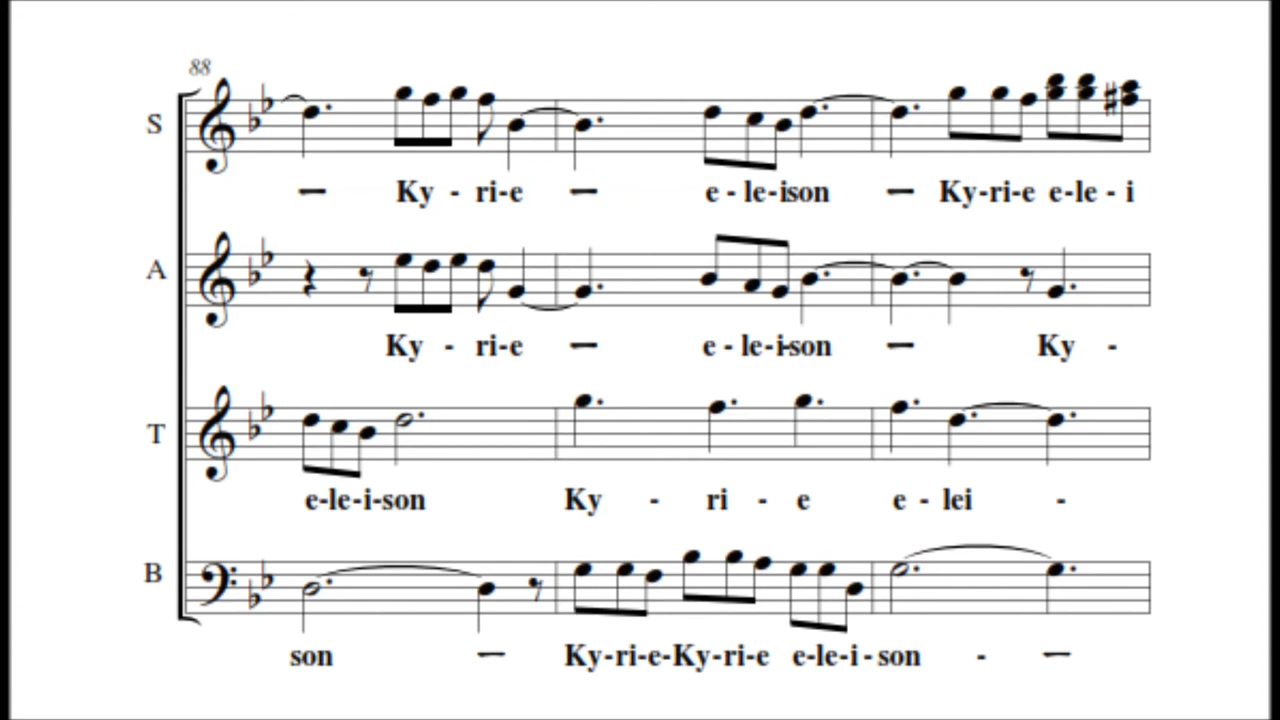 88
S
— Ky - ri-e — e - le-ison — Ky-ri-e e-le - i
A
Ky - ri-e — e - le-i-son — Ky -
T
e-le-i-son Ky - ri - e e - lei -
B
son — Ky-ri-e-Ky-ri-e e-le-i-son - —